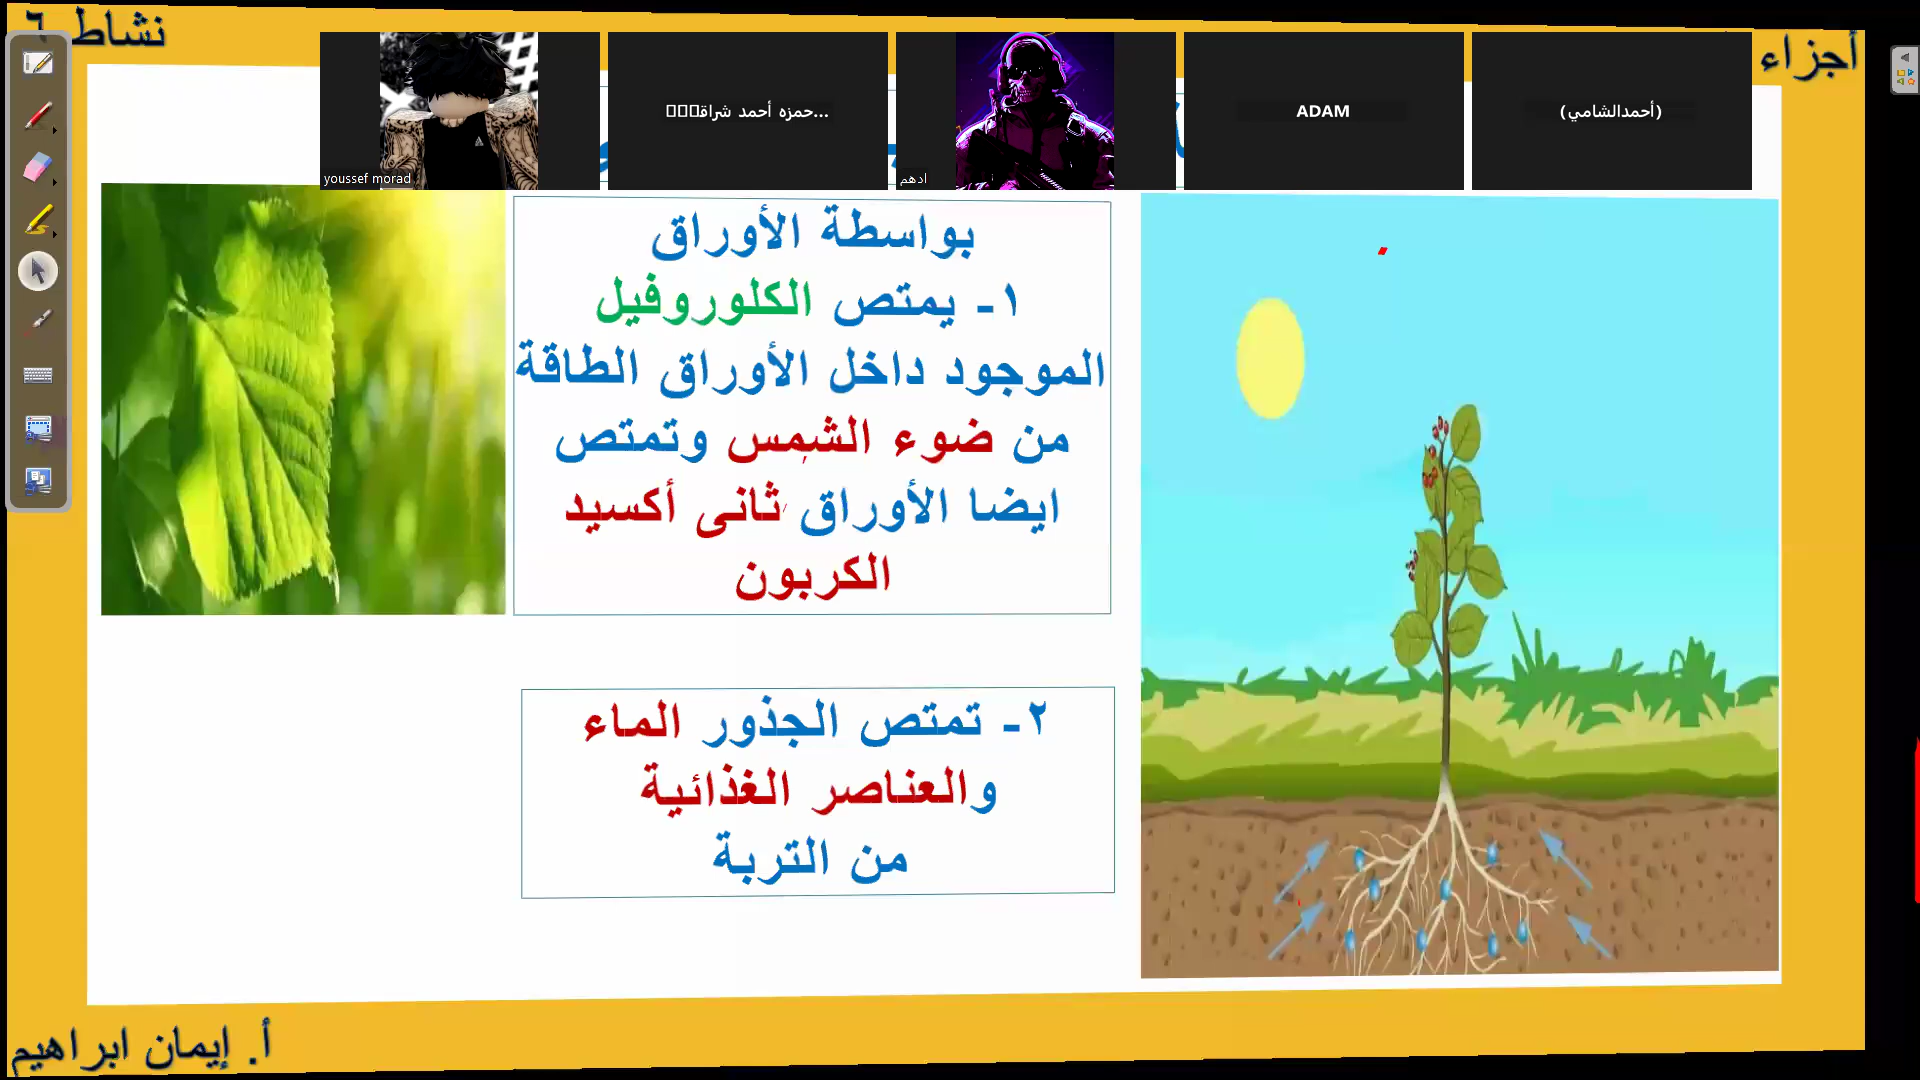 نشاط ٦
أجزاء
youssef morad
حمزه أحمد شراق...
ادهم
ADAM
(أحمدالشامي)
بواسطة الأوراق
١- يمتص الكلوروفيل
الموجود داخل الأوراق الطاقة
من ضوء الشمس وتمتص
ايضا الأوراق ثانى أكسيد
الكربون
٢- تمتص الجذور الماء
والعناصر الغذائية
من التربة
أ. إيمان ابراهيم